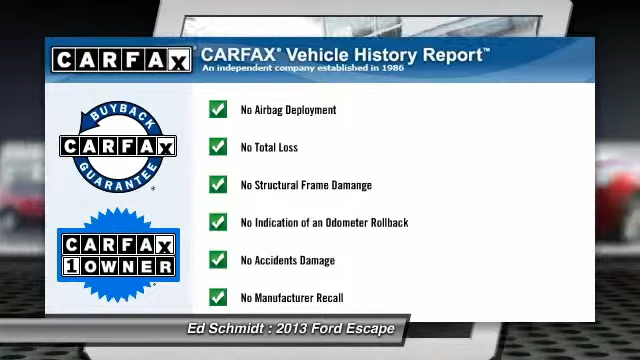 CARFAX
CARFAX® Vehicle History Report™
An independent company established in 1986
BUYBACK
CARFAX
GUARANTEE
®
CARFAX
1 OWNER
No Airbag Deployment
No Total Loss
No Structural Frame Damange
No Indication of an Odometer Rollback
No Accidents Damage
No Manufacturer Recall
Ed Schmidt : 2013 Ford Escape